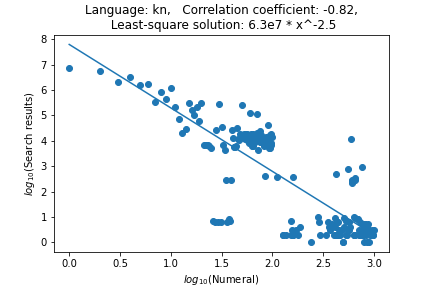 Language: kn,   Correlation coefficient: -0.82,
Least-square solution: 6.3e7 * x^-2.5
log₁₀(Search results)
8
7
6
5
4
3
2
1
0
0.0 0.5 1.0 1.5 2.0 2.5 3.0
log₁₀(Numeral)